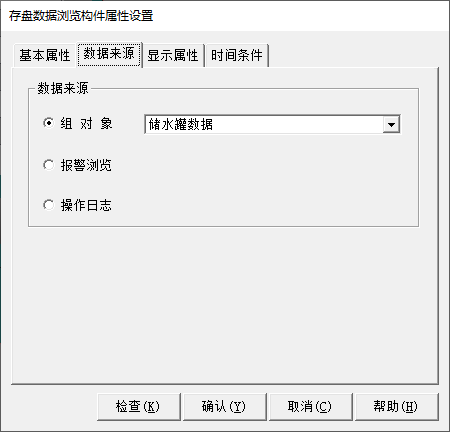 存盘数据浏览构件属性设置
基本属性 数据来源 显示属性 时间条件
数据来源
组 对 象 储水罐数据
报警浏览
操作日志
检查(K) 确认(Y) 取消(C) 帮助(H)